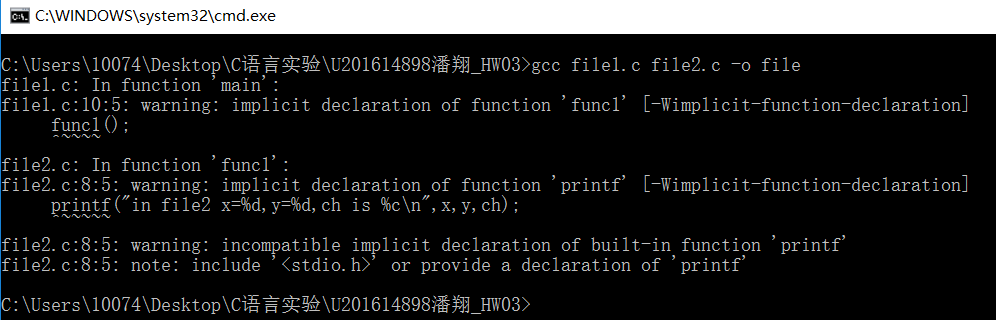 C:\WINDOWS\system32\cmd.exe
C:\Users\10074\Desktop\C语言实验\U201614898潘翔_HW03>gcc file1.c file2.c -o file
file1.c: In function 'main':
file1.c:10:5: warning: implicit declaration of function 'func1' [-Wimplicit-function-declaration]
func1();
~~~~~
file2.c: In function 'func1':
file2.c:8:5: warning: implicit declaration of function 'printf' [-Wimplicit-function-declaration]
printf("in file2 x=%d,y=%d,ch is %c\n",x,y,ch);
~~~~~~
file2.c:8:5: warning: incompatible implicit declaration of built-in function 'printf'
file2.c:8:5: note: include '<stdio.h>' or provide a declaration of 'printf'
C:\Users\10074\Desktop\C语言实验\U201614898潘翔_HW03>